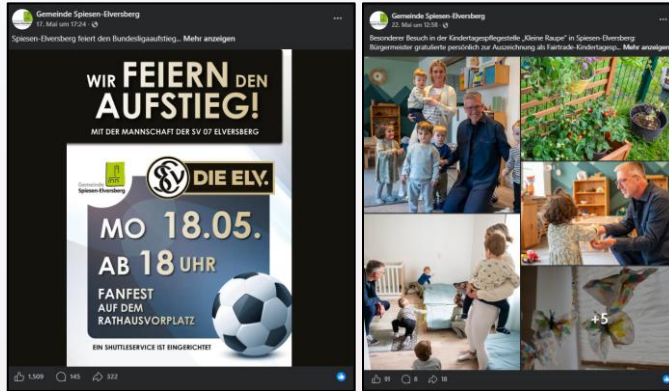 Gemeinde Spiesen-Elversberg
17. Mai um 17:24
Spiesen-Elversberg feiert den Bundesligaaufstieg... Mehr anzeigen
WIR FEIERN DEN
AUFSTIEG!
MIT DER MANNSCHAFT DER SV 07 ELVERSBERG
Gemeinde
Spiesen-Elversberg
SV
DIE ELV.
MO 18.05.
AB 18 UHR
FANFEST
AUF DEM
RATHAUSVORPLATZ
EIN SHUTTLESERVICE IST EINGERICHTET
1.509 145 322
Gemeinde Spiesen-Elversberg
22. Mai um 12:58
Besonderer Besuch in der Kindertagespflegestelle „Kleine Raupe" in Spiesen-Elversberg:
Bürgermeister gratulierte persönlich zur Auszeichnung als Fairtrade-Kindertagesp... Mehr anzeigen
+5
91 8 18